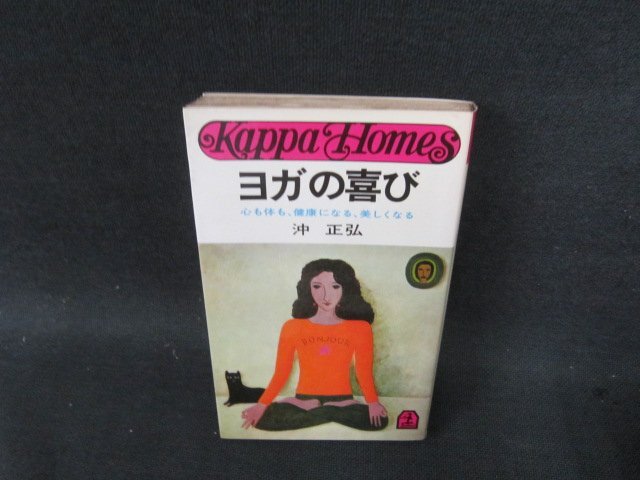 Kappa Homes
ヨガの喜び
心も体も、健康になる、美しくなる
沖 正弘
BONJOUR